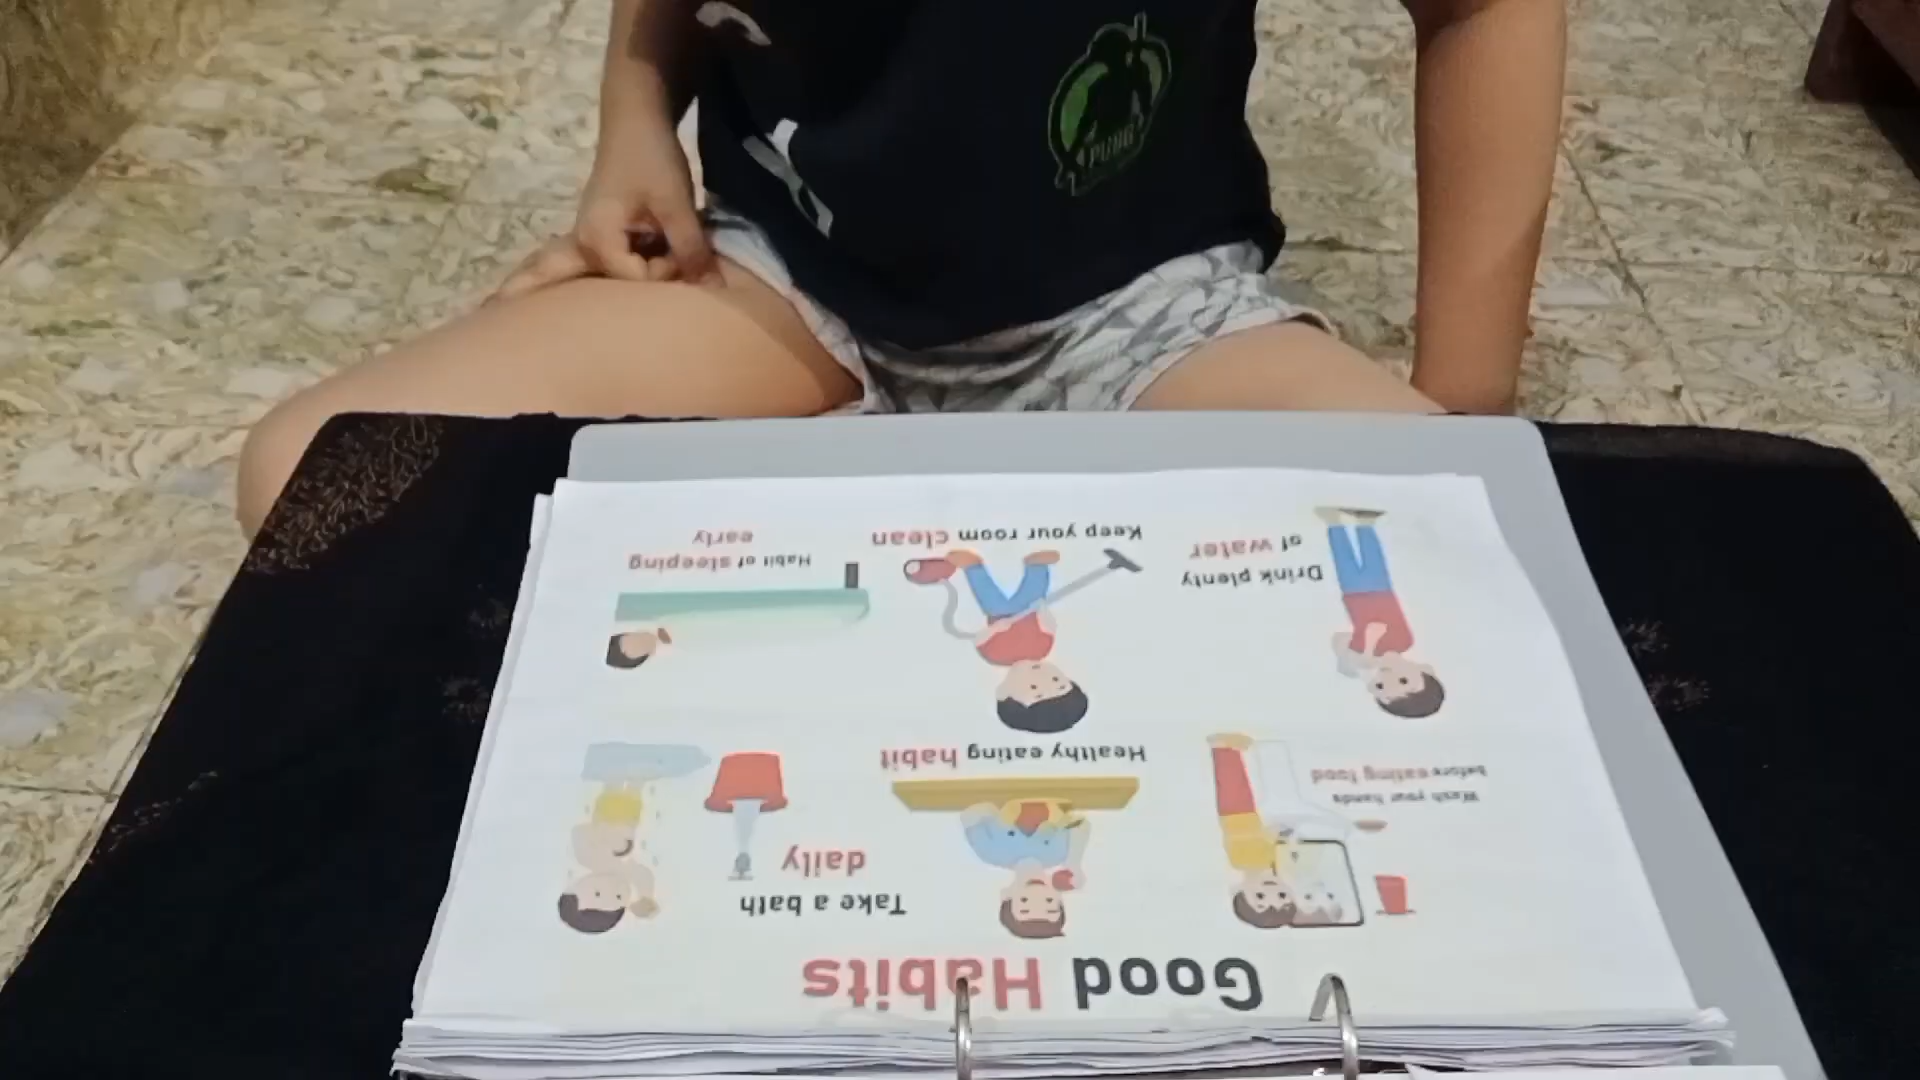 Good Habits
Wash your hands
before eating food
Healthy eating habit
Take a bath
daily
Drink plenty
of water
Keep your room clean
Habit of sleeping
early
PUBG